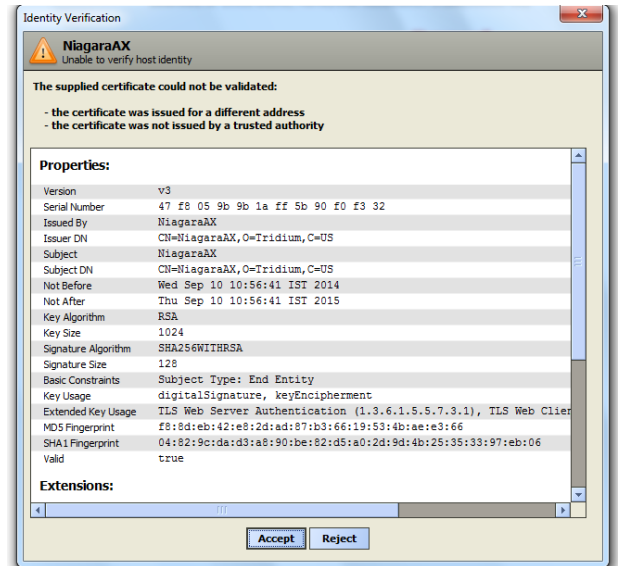 Identity Verification
NiagaraAX
Unable to verify host identity
The supplied certificate could not be validated:
- the certificate was issued for a different address
- the certificate was not issued by a trusted authority
Properties:
Version v3
Serial Number 47 f8 05 9b 9b 1a ff 5b 90 f0 f3 32
Issued By NiagaraAX
Issuer DN CN=NiagaraAX,O=Tridium,C=US
Subject NiagaraAX
Subject DN CN=NiagaraAX,O=Tridium,C=US
Not Before Wed Sep 10 10:56:41 IST 2014
Not After Thu Sep 10 10:56:41 IST 2015
Key Algorithm RSA
Key Size 1024
Signature Algorithm SHA256WITHRSA
Signature Size 128
Basic Constraints Subject Type: End Entity
Key Usage digitalSignature, keyEncipherment
Extended Key Usage TLS Web Server Authentication (1.3.6.1.5.5.7.3.1), TLS Web Clien
MD5 Fingerprint f8:8d:eb:42:e8:2d:ad:87:b3:66:19:53:4b:ae:e3:66
SHA1 Fingerprint 04:82:9c:da:d3:a8:90:be:82:d5:a0:2d:9d:4b:25:35:33:97:eb:06
Valid true
Extensions:
Accept Reject